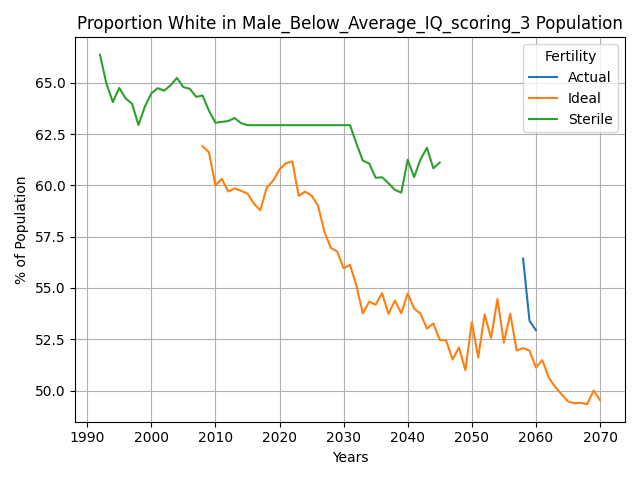 Proportion White in Male_Below_Average_IQ_scoring_3 Population
Fertility
Actual
Ideal
Sterile
% of Population
65.0
62.5
60.0
57.5
55.0
52.5
50.0
1990 2000 2010 2020 2030 2040 2050 2060 2070
Years